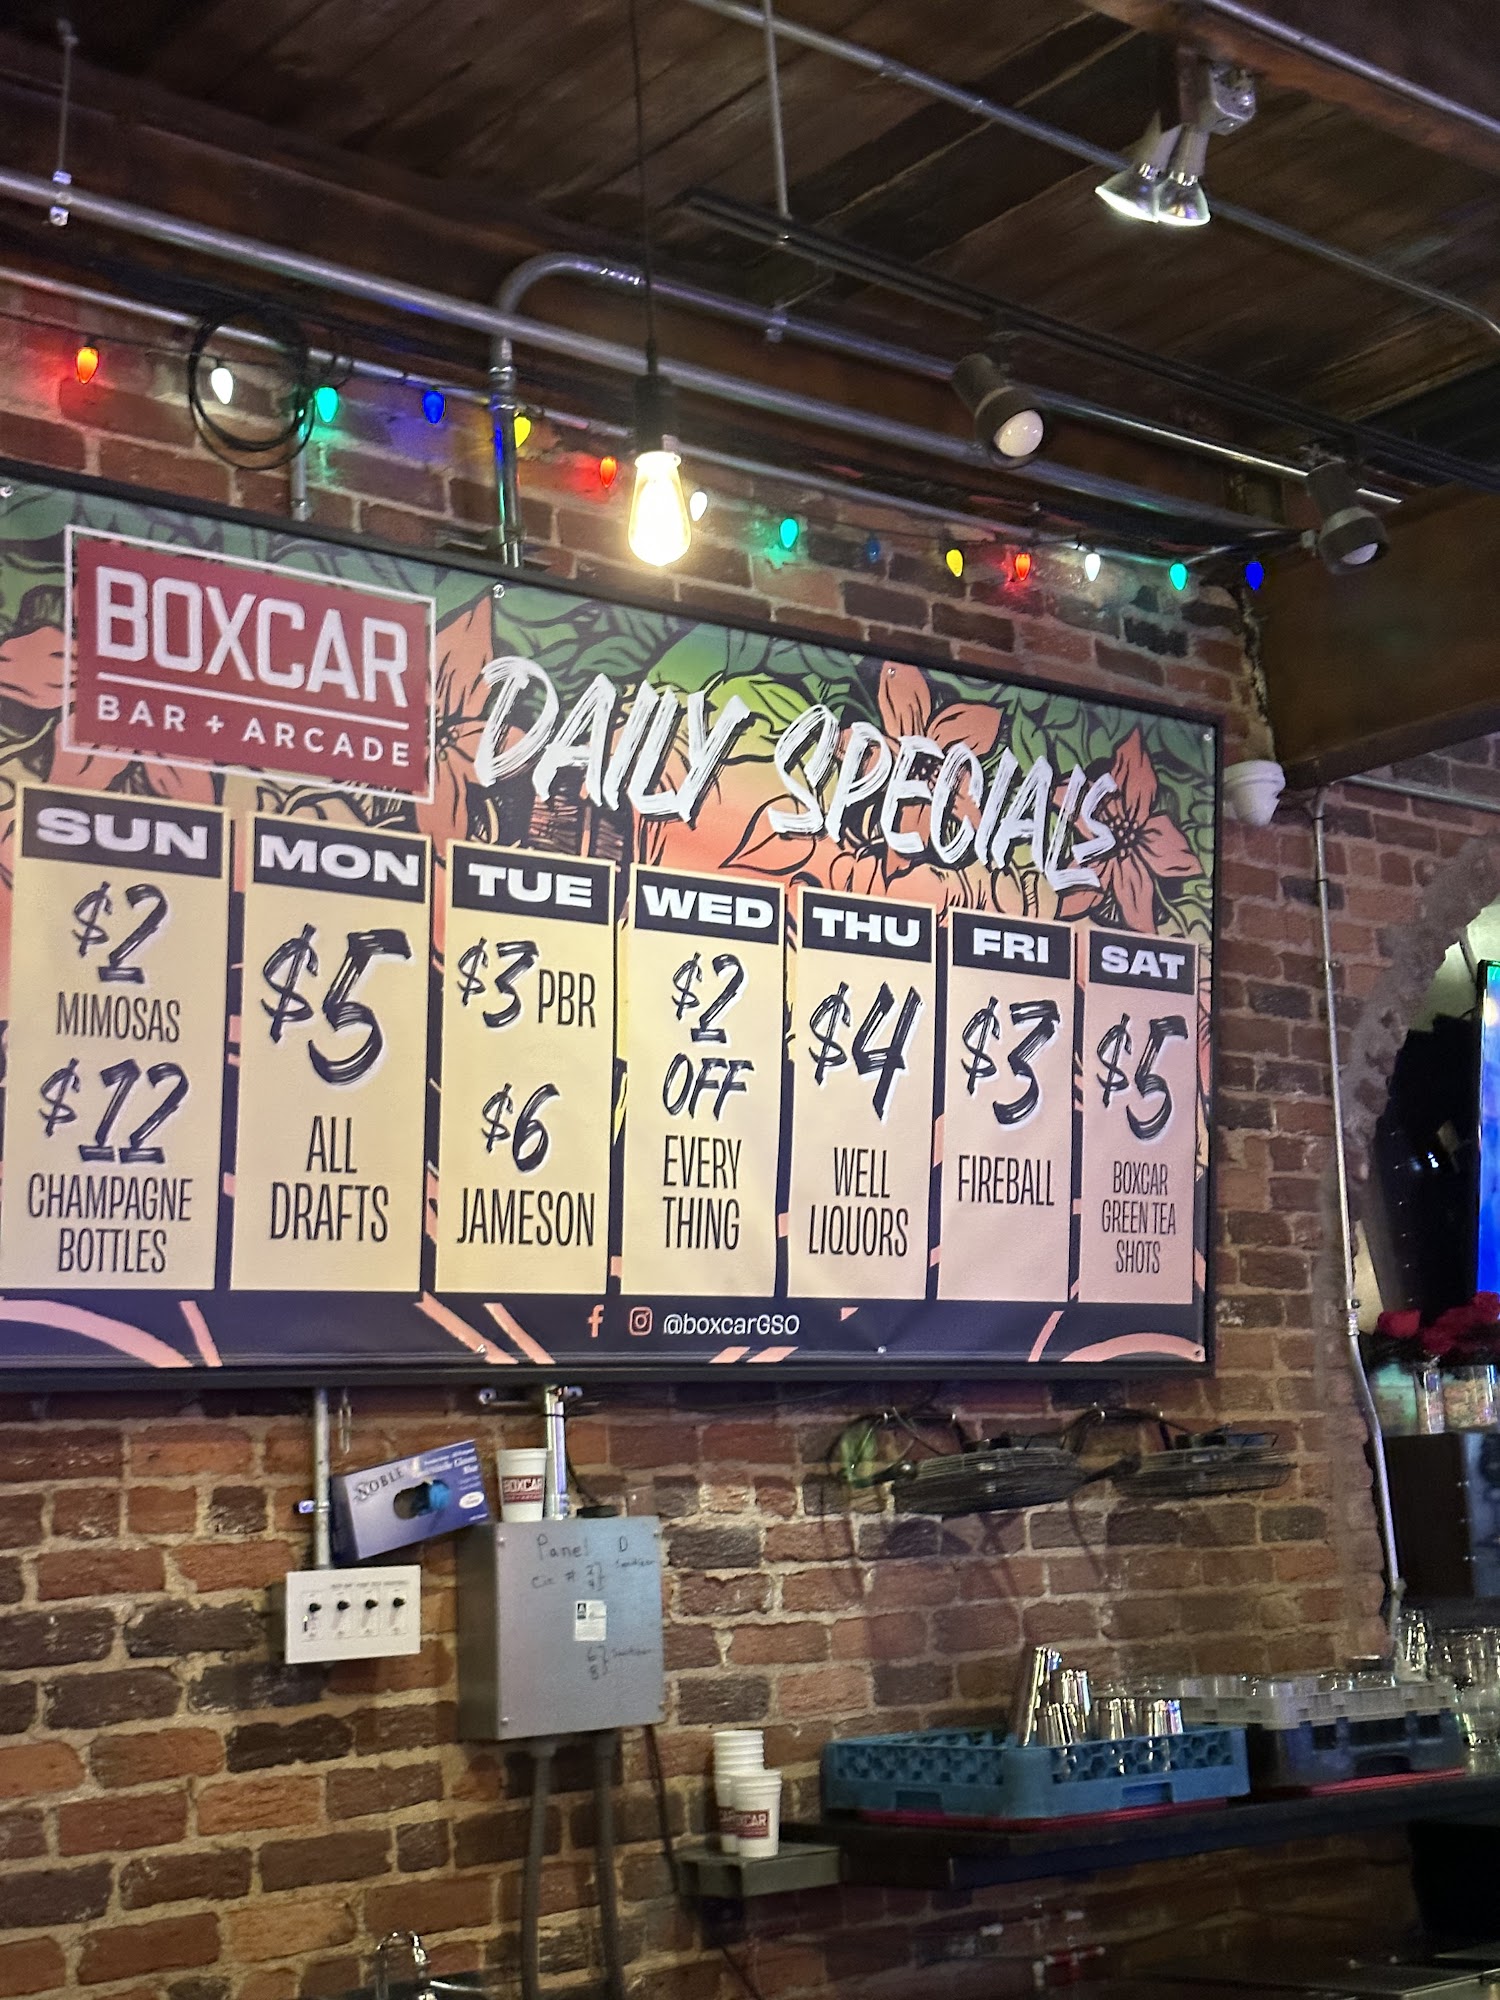 BOXCAR
BAR + ARCADE
DAILY SPECIALS
SUN
$2
MIMOSAS
$12
CHAMPAGNE
BOTTLES
MON
$5
ALL
DRAFTS
TUE
$3 PBR
$6
JAMESON
WED
$2
OFF
EVERY
THING
THU
$4
WELL
LIQUORS
FRI
$3
FIREBALL
SAT
$5
BOXCAR
GREEN TEA
SHOTS
@boxcarGSO
NOBLE
BOXCAR
Panel D